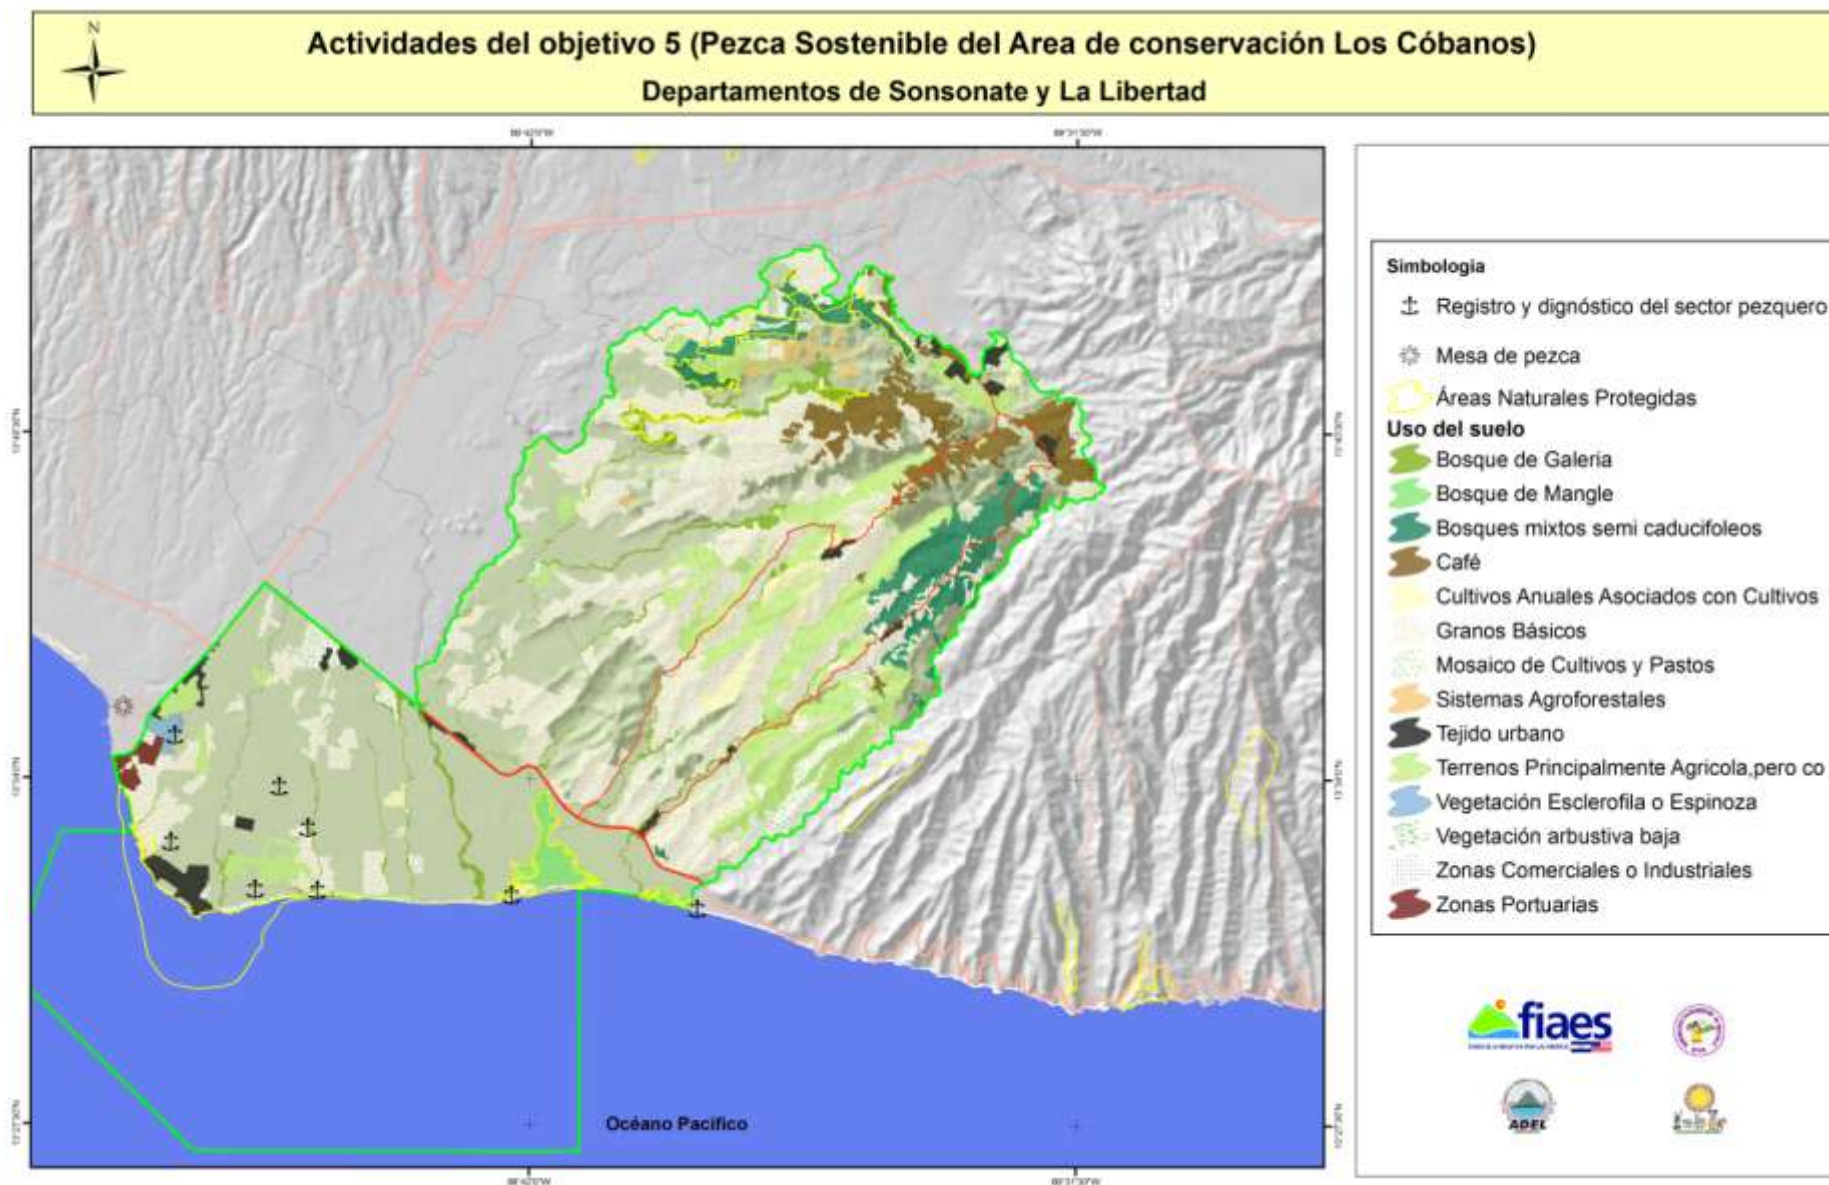 N
Actividades del objetivo 5 (Pezca Sostenible del Area de conservación Los Cóbanos)
Departamentos de Sonsonate y La Libertad
Simbologia
Registro y dignóstico del sector pezquero
Mesa de pezca
Áreas Naturales Protegidas
Uso del suelo
Bosque de Galeria
Bosque de Mangle
Bosques mixtos semi caducifoleos
Café
Cultivos Anuales Asociados con Cultivos
Granos Básicos
Mosaico de Cultivos y Pastos
Sistemas Agroforestales
Tejido urbano
Terrenos Principalmente Agricola,pero co
Vegetación Esclerofila o Espinoza
Vegetación arbustiva baja
Zonas Comerciales o Industriales
Zonas Portuarias
fiaes
ADEL
Océano Pacifico